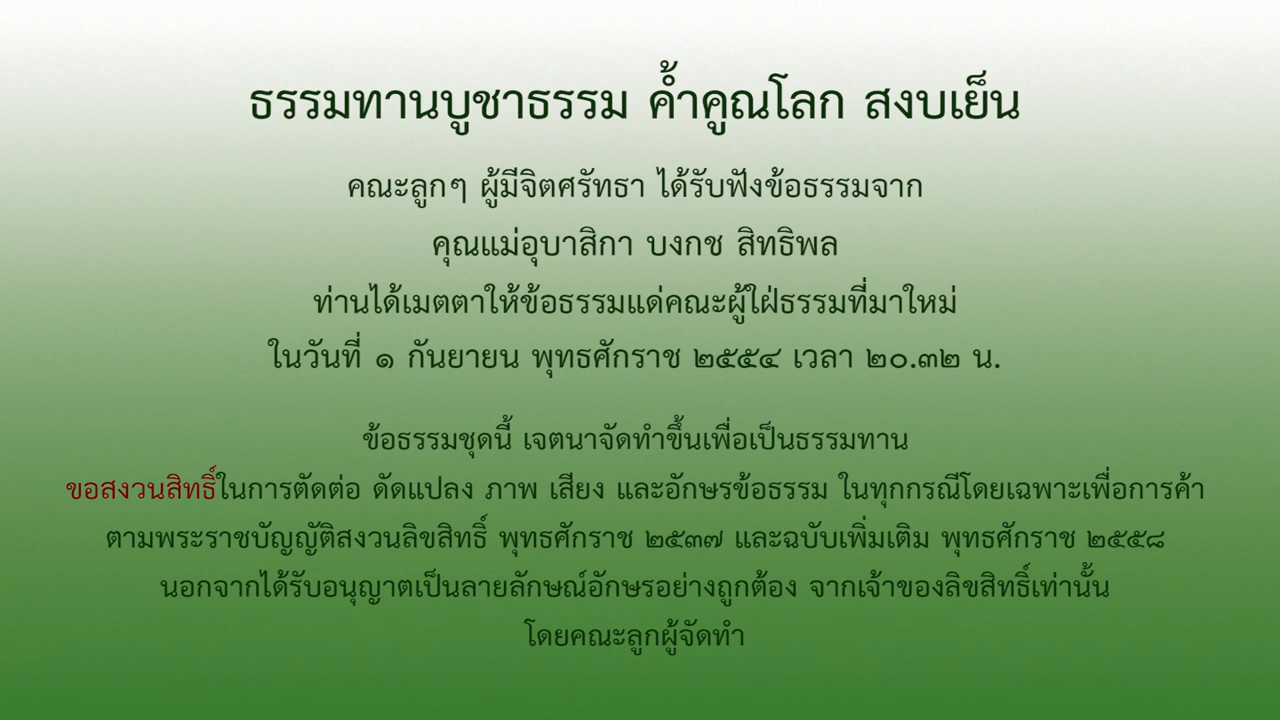 ธรรมทานบูชาธรรม ค้ำคูณโลก สงบเย็น
คณะลูกๆ ผู้มีจิตศรัทธา ได้รับฟังข้อธรรมจาก
คุณแม่อุบาสิกา บงกช สิทธิพล
ท่านได้เมตตาให้ข้อธรรมแด่คณะผู้ใฝ่ธรรมที่มาใหม่
ในวันที่ ๑ กันยายน พุทธศักราช ๒๕๕๔ เวลา ๒๐.๓๒ น.
ข้อธรรมชุดนี้ เจตนาจัดทำขึ้นเพื่อเป็นธรรมทาน
ขอสงวนสิทธิ์ในการตัดต่อ ดัดแปลง ภาพ เสียง และอักษรข้อธรรม ในทุกกรณีโดยเฉพาะเพื่อการค้า
ตามพระราชบัญญัติสงวนลิขสิทธิ์ พุทธศักราช ๒๕๓๗ และฉบับเพิ่มเติม พุทธศักราช ๒๕๕๘
นอกจากได้รับอนุญาตเป็นลายลักษณ์อักษรอย่างถูกต้อง จากเจ้าของลิขสิทธิ์เท่านั้น
โดยคณะลูกผู้จัดทำ